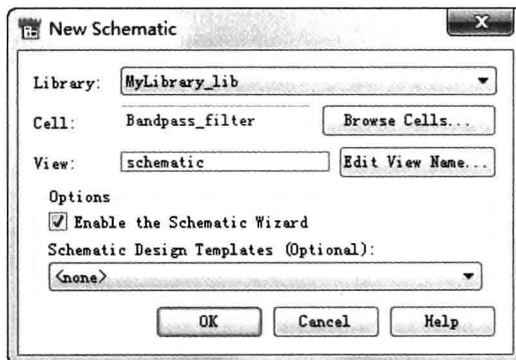 New Schematic
Library: MyLibrary_lib
Cell: Bandpass_filter Browse Cells...
View: schematic Edit View Name...
Options
Enable the Schematic Wizard
Schematic Design Templates (Optional):
<none>
OK Cancel Help